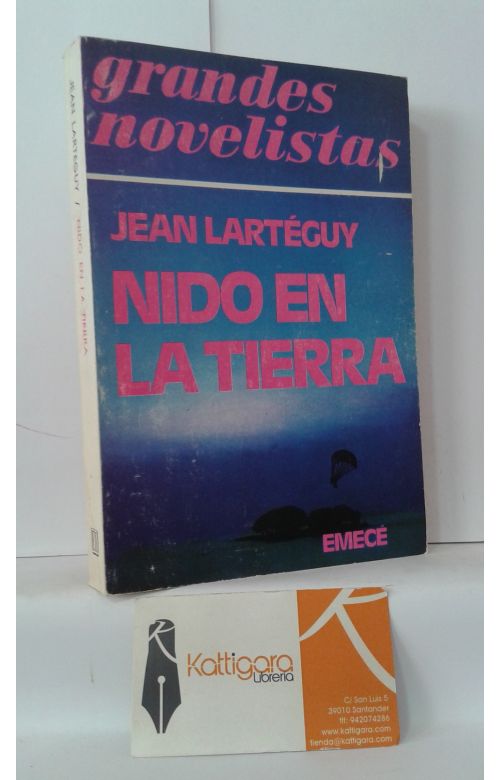 grandes
novelistas
JEAN LARTÉGUY
NIDO EN
LA TIERRA
EMECÉ
JEAN LARTÉGUY / NIDO EN LA TIERRA
Kattigara
Librería
C/ San Luis 5
39010 Santander
tlf: 942074286
www.kattigara.com
tienda@kattigara.com